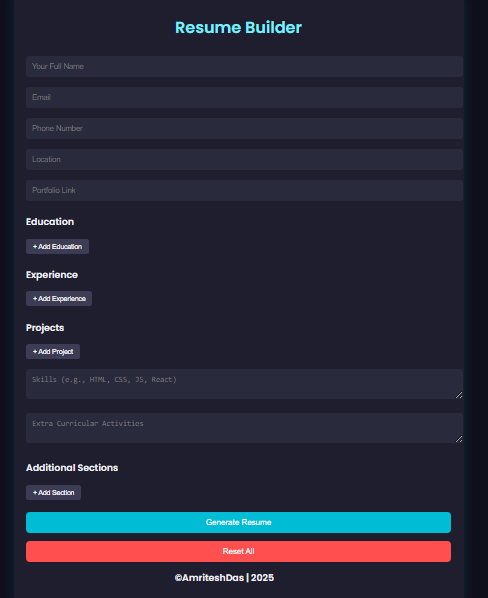 Resume Builder
Your Full Name
Email
Phone Number
Location
Portfolio Link
Education
+ Add Education
Experience
+ Add Experience
Projects
+ Add Project
Skills (e.g., HTML, CSS, JS, React)
Extra Curricular Activities
Additional Sections
+ Add Section
Generate Resume
Reset All
©AmriteshDas | 2025